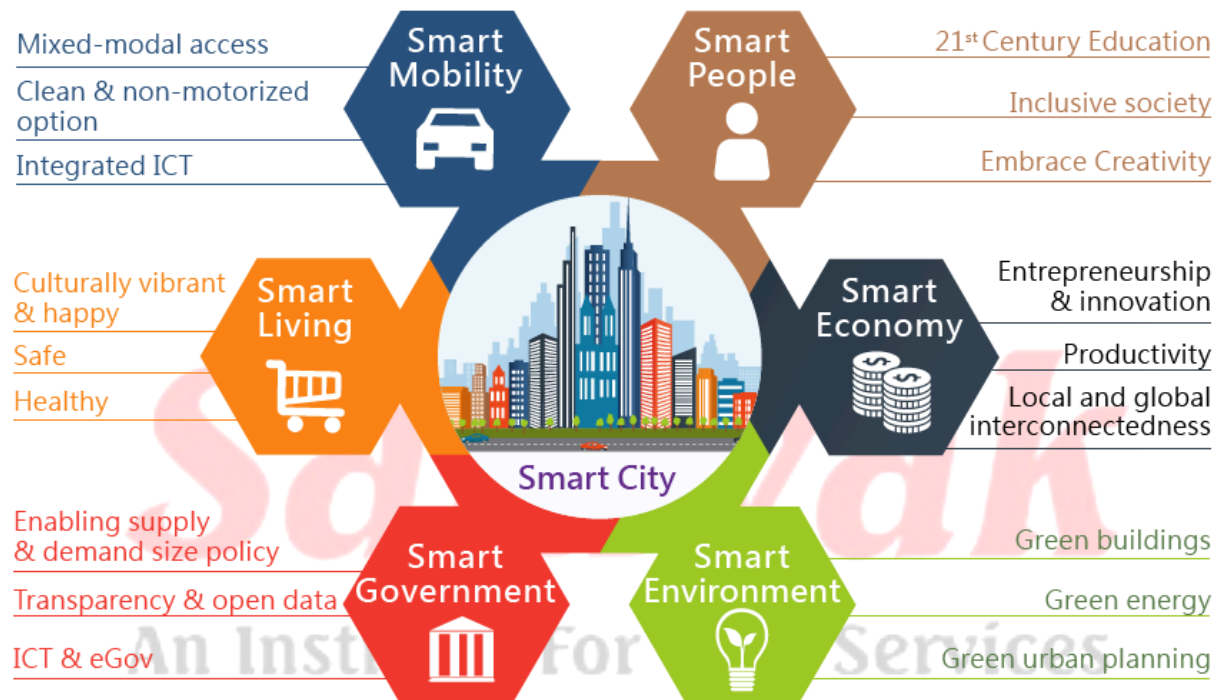 Smart
Mobility
Mixed-modal access
Clean & non-motorized
option
Integrated ICT
Smart
People
21st Century Education
Inclusive society
Embrace Creativity
Smart
Living
Culturally vibrant
& happy
Safe
Healthy
Smart
Economy
Entrepreneurship
& innovation
Productivity
Local and global
interconnectedness
Smart City
Smart
Government
Enabling supply
& demand size policy
Transparency & open data
ICT & eGov
Smart
Environment
Green buildings
Green energy
Green urban planning
An For Services